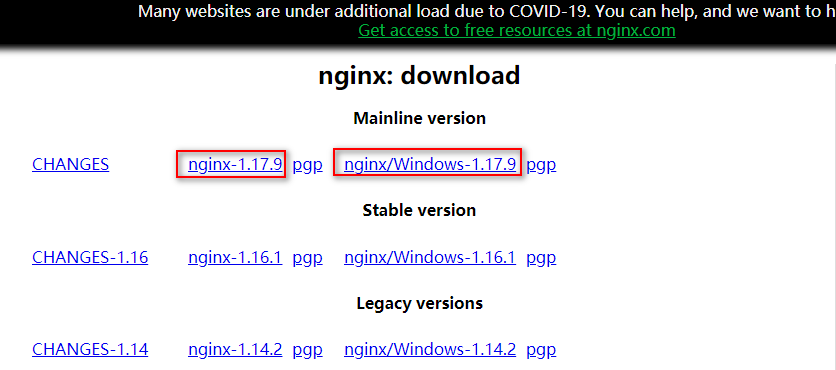 Many websites are under additional load due to COVID-19. You can help, and we want to h
Get access to free resources at nginx.com
nginx: download
Mainline version
CHANGES nginx-1.17.9 pgp nginx/Windows-1.17.9 pgp
Stable version
CHANGES-1.16 nginx-1.16.1 pgp nginx/Windows-1.16.1 pgp
Legacy versions
CHANGES-1.14 nginx-1.14.2 pgp nginx/Windows-1.14.2 pgp